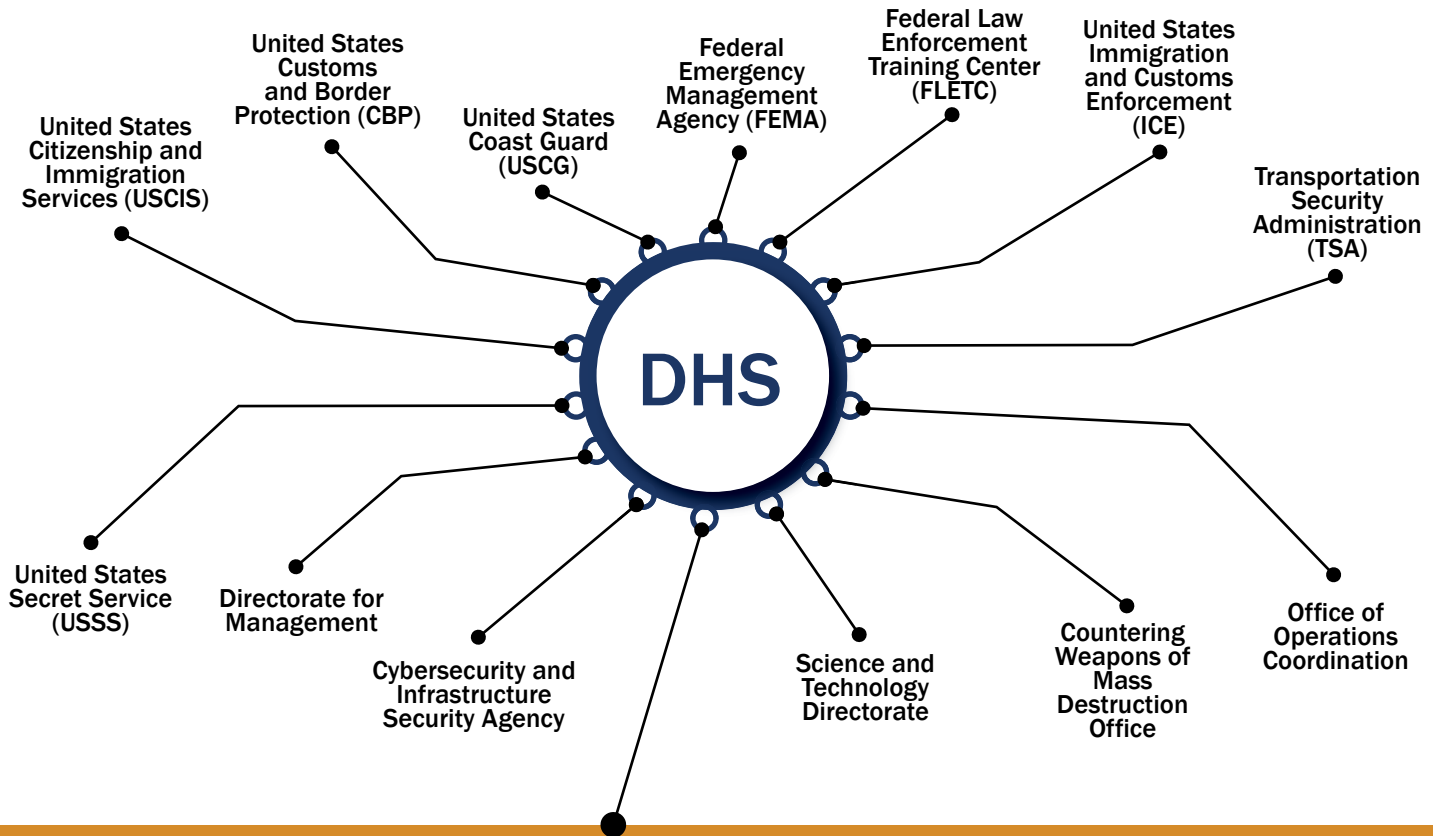 United States
Citizenship and
Immigration
Services (USCIS)
United States
Customs
and Border
Protection (CBP)
United States
Coast Guard
(USCG)
Federal
Emergency
Management
Agency (FEMA)
Federal Law
Enforcement
Training Center
(FLETC)
United States
Immigration
and Customs
Enforcement
(ICE)
Transportation
Security
Administration
(TSA)
DHS
United States
Secret Service
(USSS)
Directorate for
Management
Cybersecurity and
Infrastructure
Security Agency
Science and
Technology
Directorate
Countering
Weapons of
Mass
Destruction
Office
Office of
Operations
Coordination